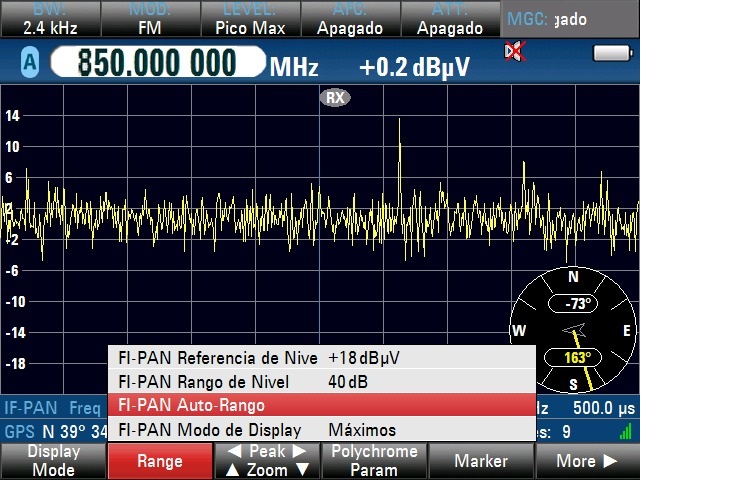 BW: MOD: LEVEL: AFC: ATT: MGC: gado
2.4 kHz FM Pico Max Apagado Apagado
A 850.000 000 MHz +0.2 dBµV
RX
14
10
6
2
-2
-6
-10
-14
-18
N
-73°
W E
163°
S
FI-PAN Referencia de Nive +18 dBµV
FI-PAN Rango de Nivel 40 dB
FI-PAN Auto-Rango
FI-PAN Modo de Display Máximos
IF-PAN Freq Hz 500.0 µs
GPS N 39° 34 es: 9
Display Mode
Range
◀ Peak ▶
▲ Zoom ▼
Polychrome Param
Marker
More ▶